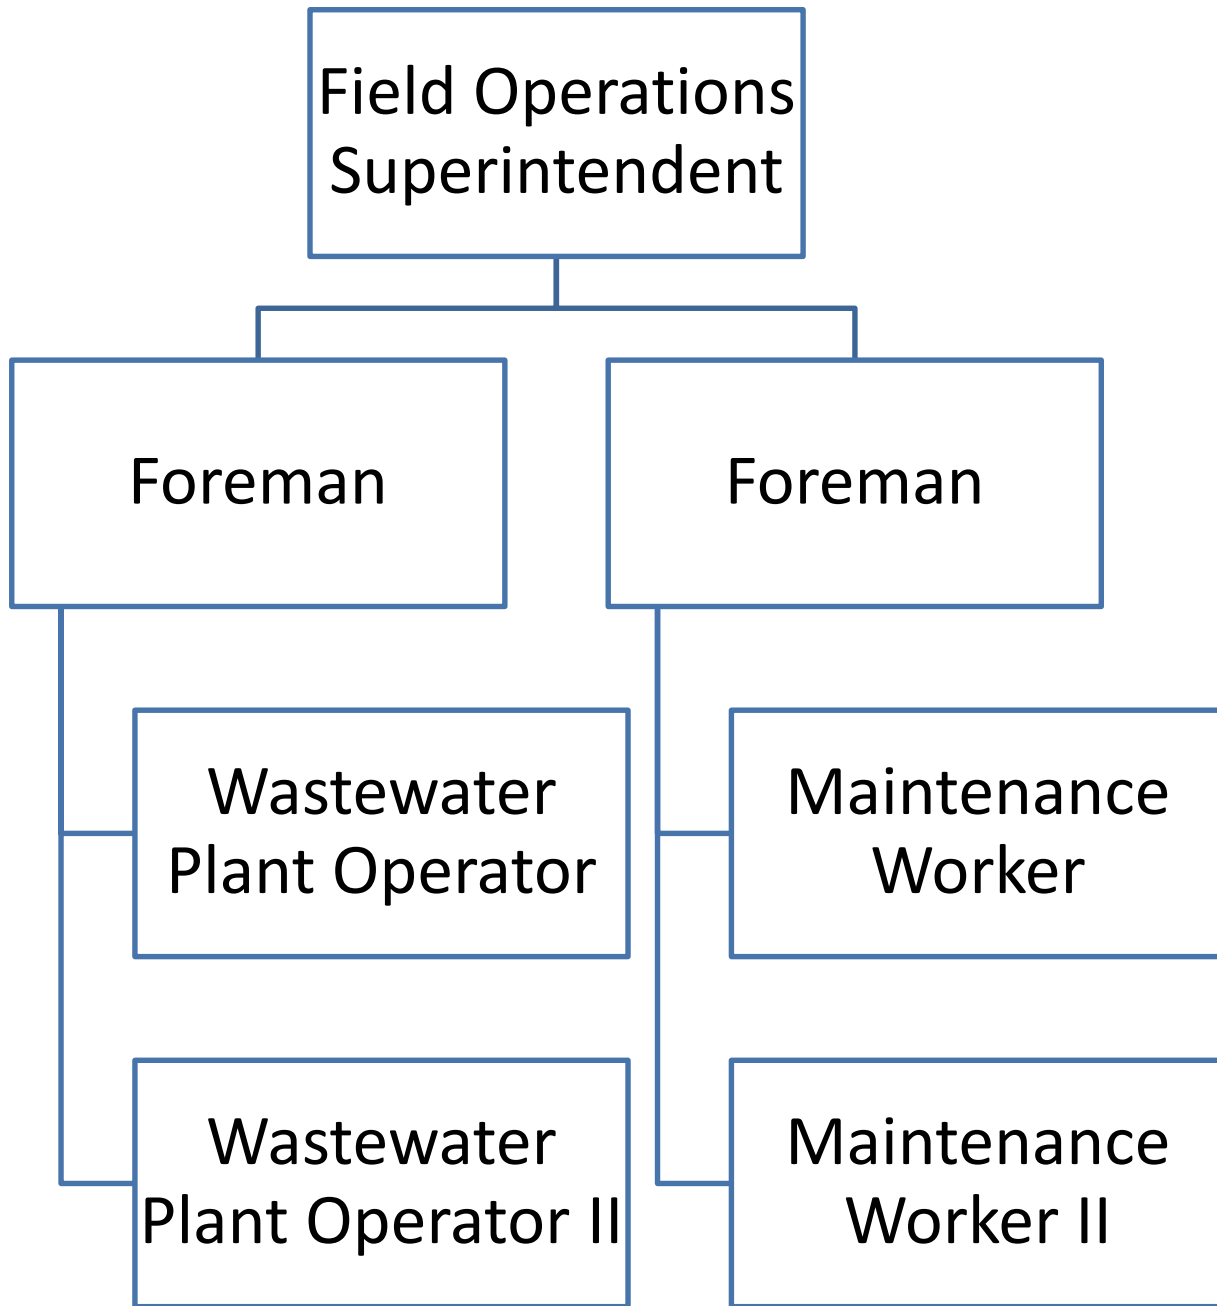 Field Operations
Superintendent
Foreman
Foreman
Wastewater
Plant Operator
Maintenance
Worker
Wastewater
Plant Operator II
Maintenance
Worker II